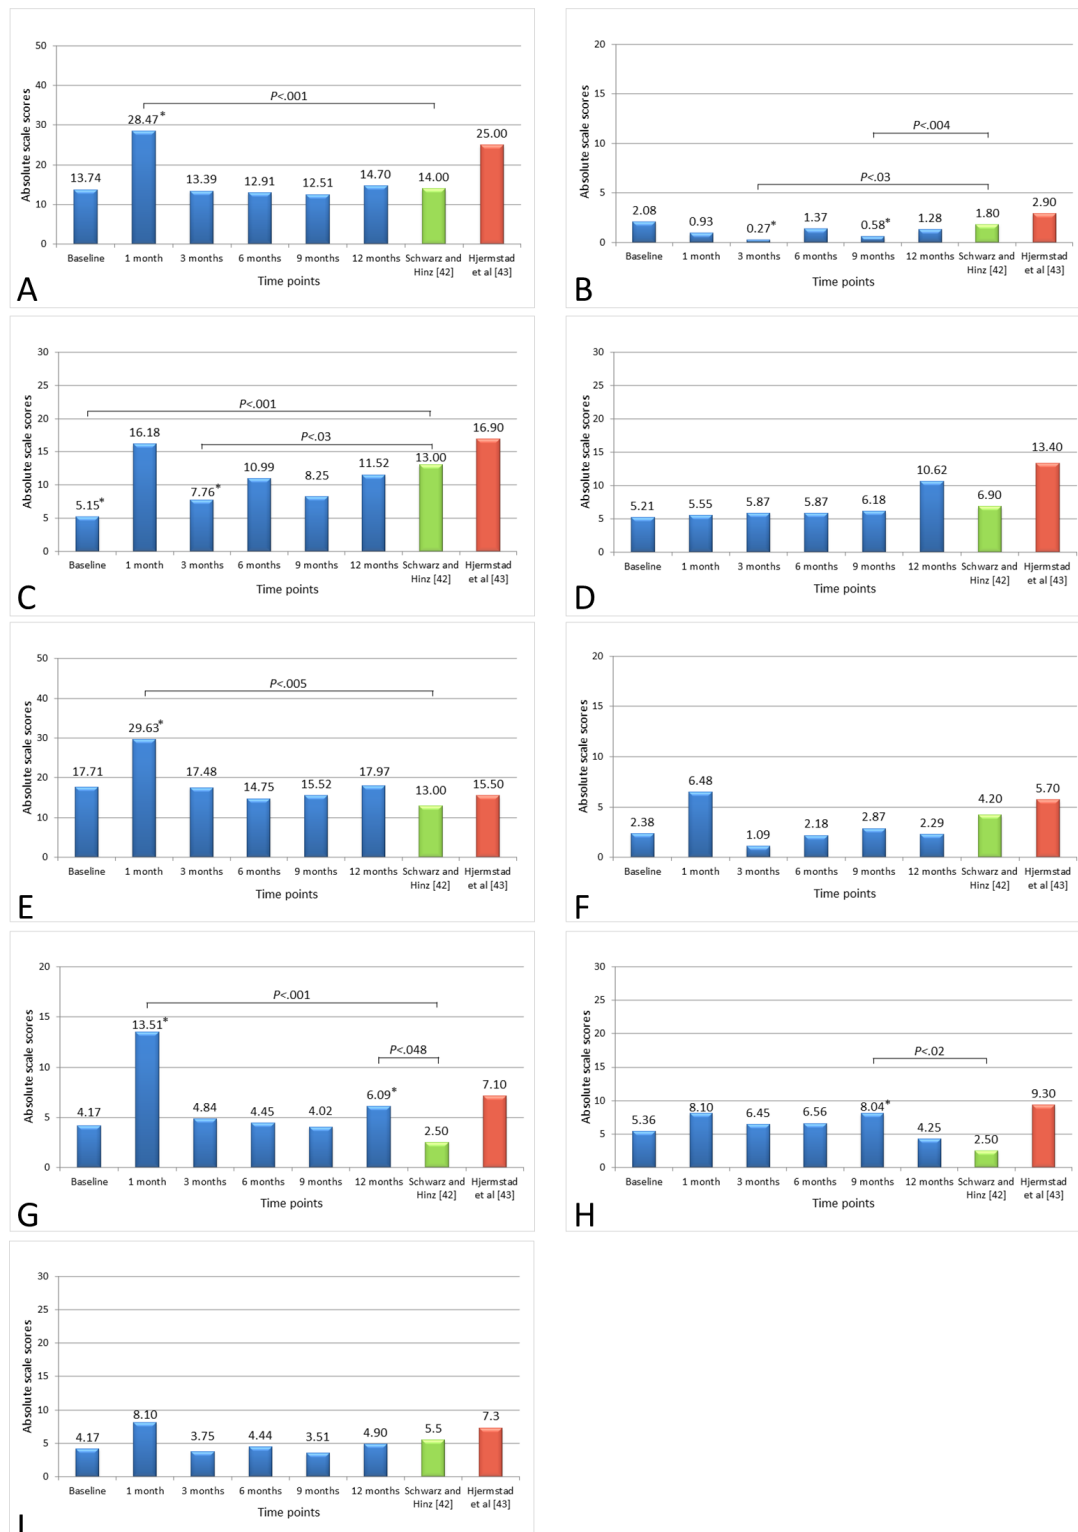 50
40
30
20
10
0
Absolute scale scores
P<.001
13.74
28.47*
13.39
12.91
12.51
14.70
14.00
25.00
Baseline 1 month 3 months 6 months 9 months 12 months Schwarz and Hjermstad
Hinz [42] et al [43]
Time points
A
20
15
10
5
0
Absolute scale scores
P<.004
P<.03
2.08
0.93
0.27*
1.37
0.58*
1.28
1.80
2.90
Baseline 1 month 3 months 6 months 9 months 12 months Schwarz and Hjermstad
Hinz [42] et al [43]
Time points
B
30
25
20
15
10
5
0
Absolute scale scores
P<.001
P<.03
5.15*
16.18
7.76*
10.99
8.25
11.52
13.00
16.90
Baseline 1 month 3 months 6 months 9 months 12 months Schwarz and Hjermstad
Hinz [42] et al [43]
Time points
C
30
25
20
15
10
5
0
Absolute scale scores
5.21
5.55
5.87
5.87
6.18
10.62
6.90
13.40
Baseline 1 month 3 months 6 months 9 months 12 months Schwarz and Hjermstad
Hinz [42] et al [43]
Time points
D
50
40
30
20
10
0
Absolute scale scores
P<.005
17.71
29.63*
17.48
14.75
15.52
17.97
13.00
15.50
Baseline 1 month 3 months 6 months 9 months 12 months Schwarz and Hjermstad
Hinz [42] et al [43]
Time points
E
20
15
10
5
0
Absolute scale scores
2.38
6.48
1.09
2.18
2.87
2.29
4.20
5.70
Baseline 1 month 3 months 6 months 9 months 12 months Schwarz and Hjermstad
Hinz [42] et al [43]
Time points
F
20
15
10
5
0
Absolute scale scores
P<.001
P<.048
4.17
13.51*
4.84
4.45
4.02
6.09*
2.50
7.10
Baseline 1 month 3 months 6 months 9 months 12 months Schwarz and Hjermstad
Hinz [42] et al [43]
Time points
G
30
25
20
15
10
5
0
Absolute scale scores
P<.02
5.36
8.10
6.45
6.56
8.04*
4.25
2.50
9.30
Baseline 1 month 3 months 6 months 9 months 12 months Schwarz and Hjermstad
Hinz [42] et al [43]
Time points
H
30
25
20
15
10
5
0
Absolute scale scores
4.17
8.10
3.75
4.44
3.51
4.90
5.5
7.3
Baseline 1 month 3 months 6 months 9 months 12 months Schwarz and Hjermstad
Hinz [42] et al [43]
Time points
I